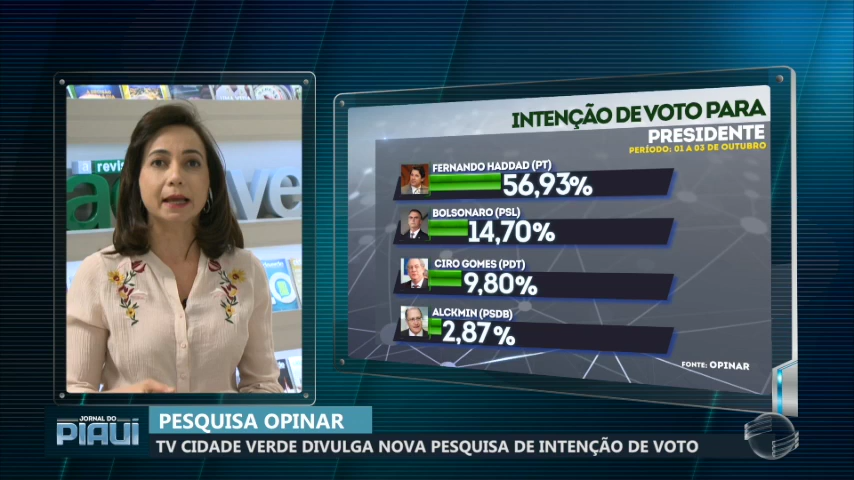 a revis
INTENÇÃO DE VOTO PARA
PRESIDENTE
PERÍODO: 01 A 03 DE OUTUBRO
FERNANDO HADDAD (PT)
56,93%
BOLSONARO (PSL)
14,70%
CIRO GOMES (PDT)
9,80%
ALCKMIN (PSDB)
2,87%
FONTE: OPINAR
JORNAL DO
PIAUÍ
PESQUISA OPINAR
TV CIDADE VERDE DIVULGA NOVA PESQUISA DE INTENÇÃO DE VOTO